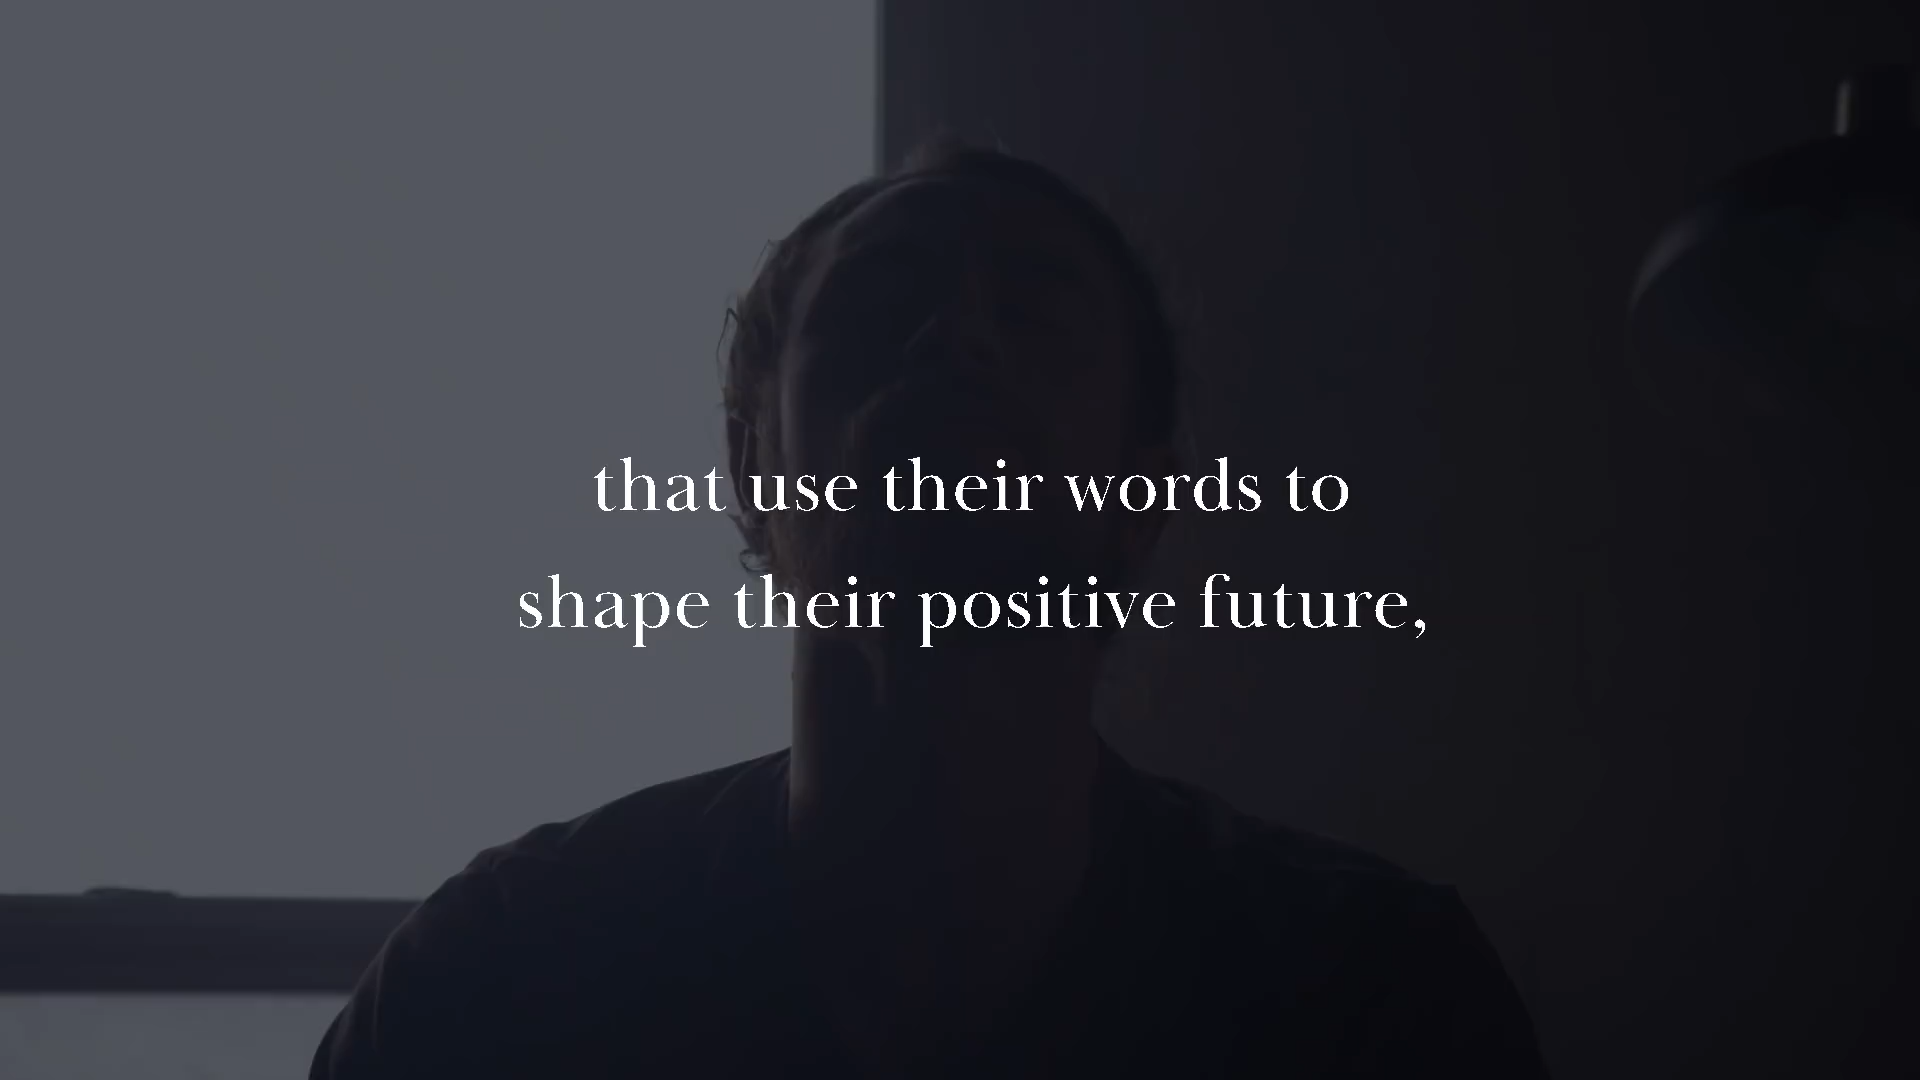 that use their words to
shape their positive future,